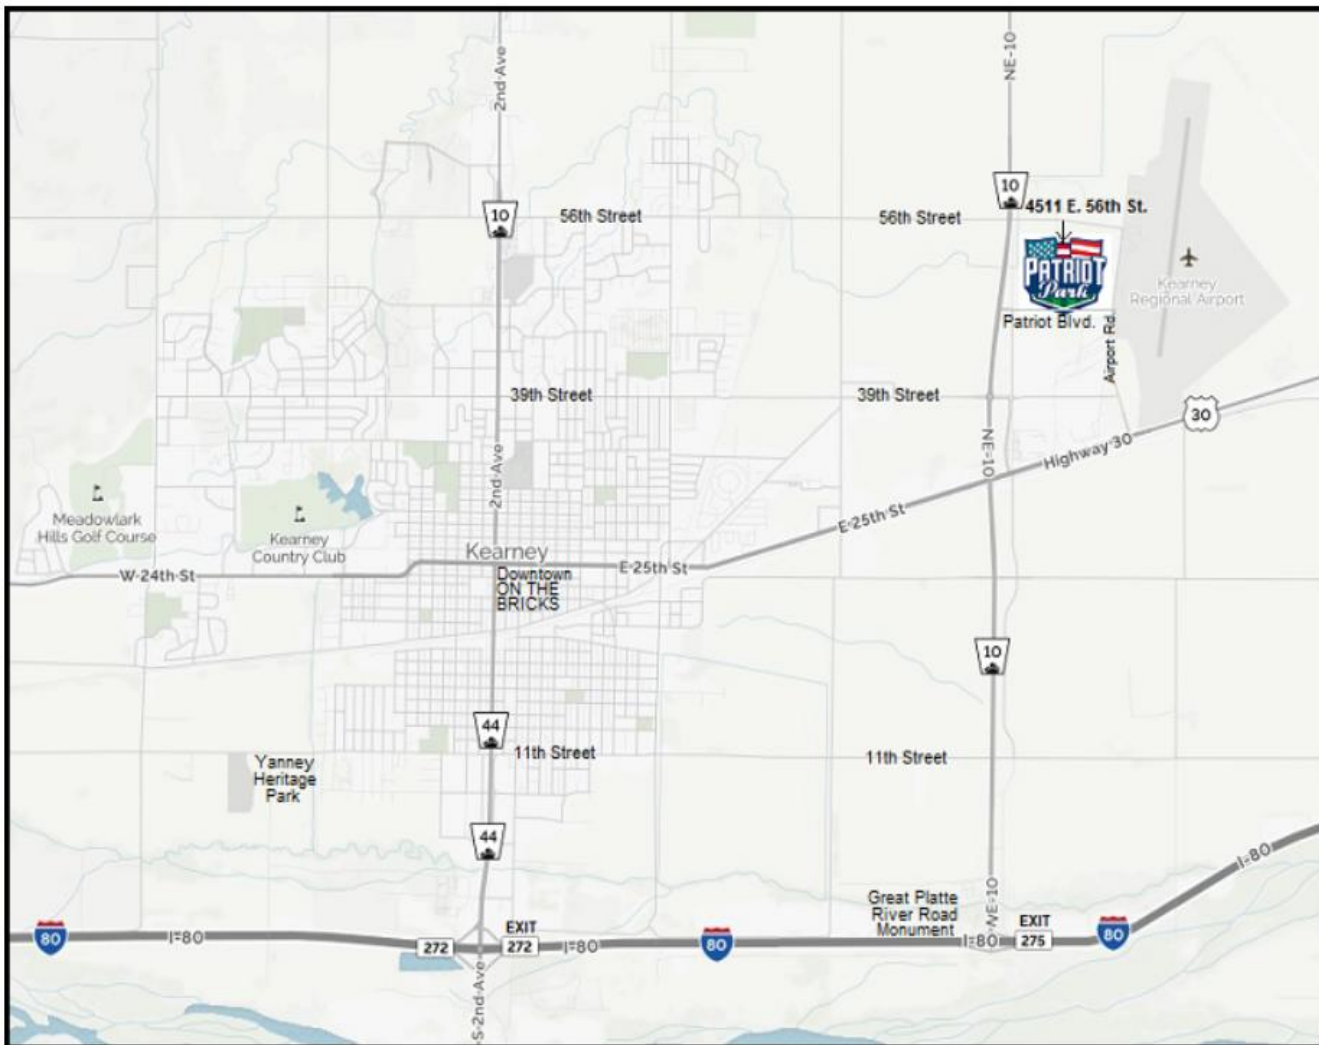 2nd Ave
NE-10
10
10
4511 E. 56th St.
56th Street
56th Street
PATRIOT
Park
Kearney
Regional Airport
Patriot Blvd.
Airport Rd.
39th Street
39th Street
30
2nd Ave
NE-10
Highway 30
Meadowlark
Hills Golf Course
Kearney
Country Club
E 25th St
Kearney
W 24th St
E 25th St
Downtown
ON THE
BRICKS
10
44
11th Street
11th Street
Yanney
Heritage
Park
44
I-80
Great Platte
River Road
Monument
NE-10
EXIT
EXIT
80
I-80
272
272
I-80
80
I-80
275
80
S 2nd Ave